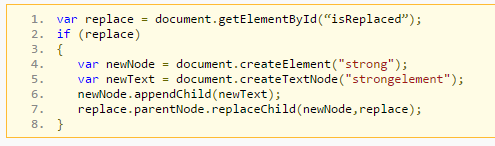 1. var replace = document.getElementById(“isReplaced”);
2. if (replace)
3. {
4. var newNode = document.createElement("strong");
5. var newText = document.createTextNode("strongelement");
6. newNode.appendChild(newText);
7. replace.parentNode.replaceChild(newNode,replace);
8. }